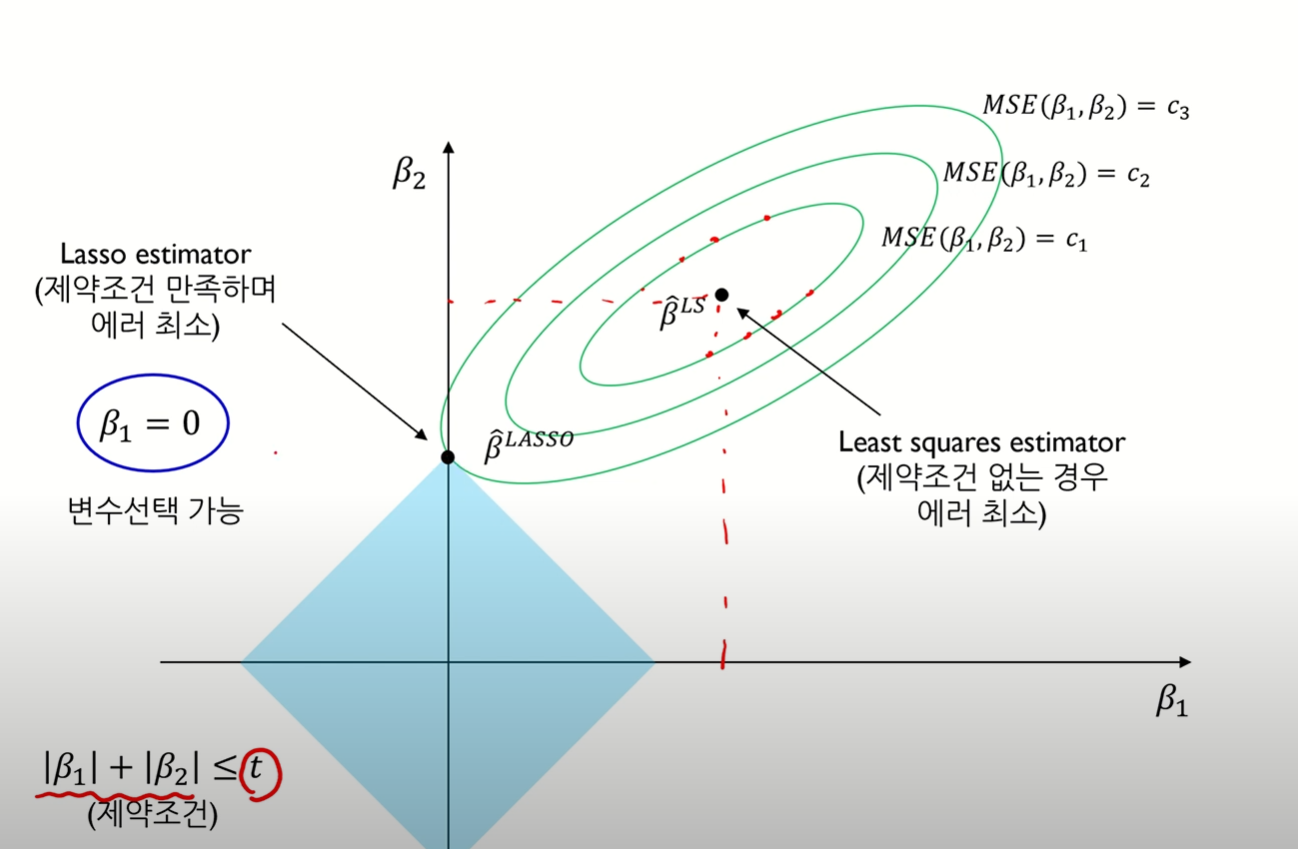 MSE(β₁, β₂) = c₃
β₂
MSE(β₁, β₂) = c₂
MSE(β₁, β₂) = c₁
Lasso estimator
(제약조건 만족하며
에러 최소)
β̂ᴸˢ
β₁ = 0
β̂ᴸᴬˢˢᴼ
Least squares estimator
(제약조건 없는 경우
에러 최소)
변수선택 가능
β₁
|β₁| + |β₂| ≤ t
(제약조건)